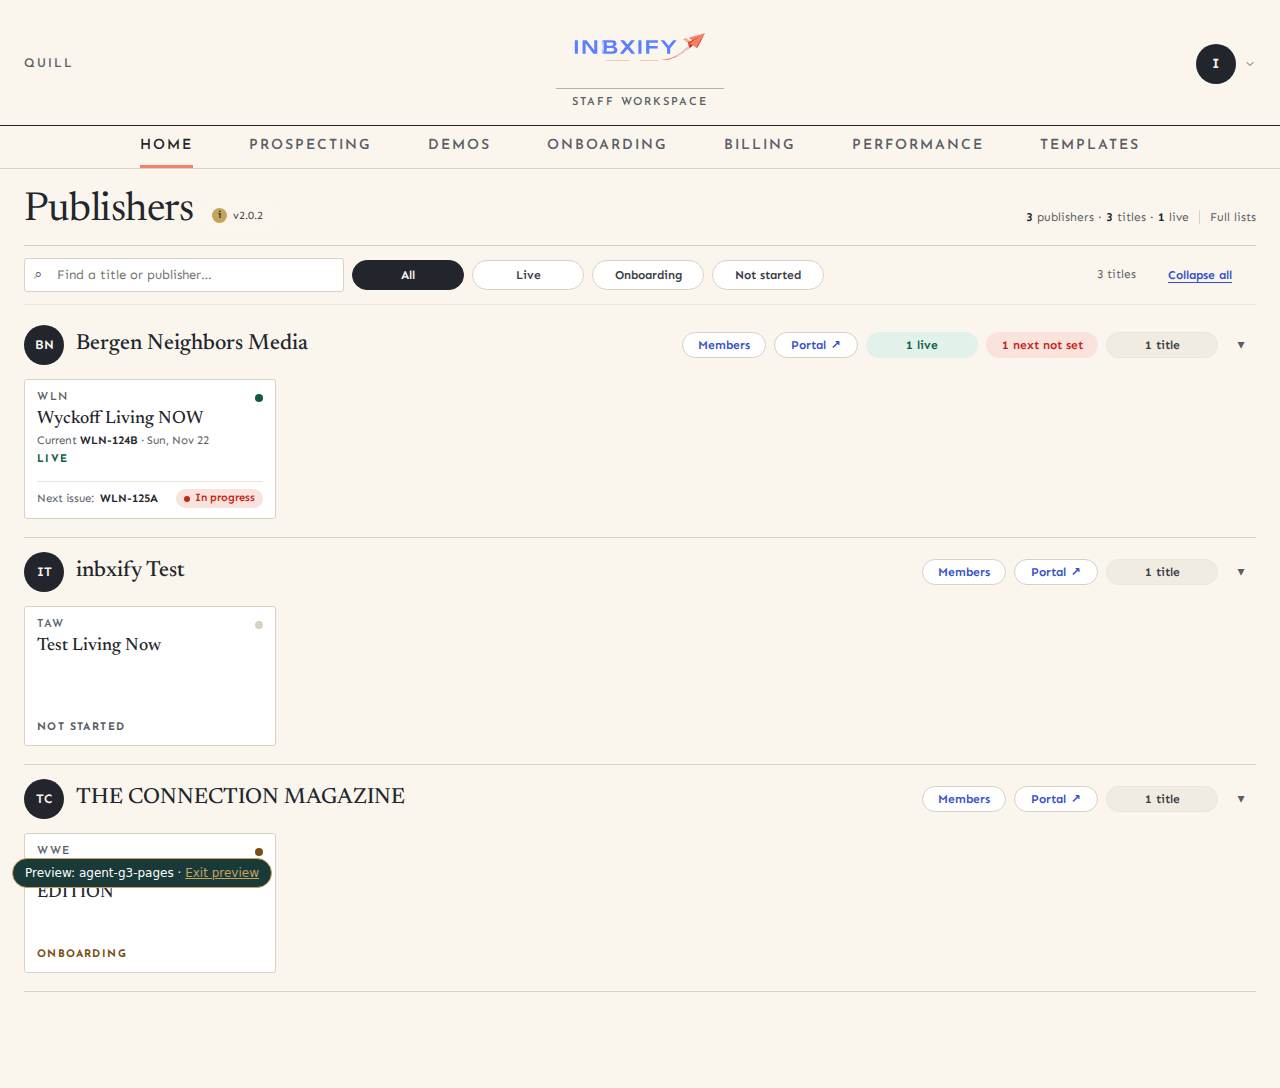 QUILL
INBXIFY
STAFF WORKSPACE
I
HOME PROSPECTING DEMOS ONBOARDING BILLING PERFORMANCE TEMPLATES
Publishers i v2.0.2
3 publishers · 3 titles · 1 live Full lists
Find a title or publisher... All Live Onboarding Not started 3 titles Collapse all
BN Bergen Neighbors Media Members Portal ↗ 1 live 1 next not set 1 title ▼
WLN
Wyckoff Living NOW
Current WLN-124B · Sun, Nov 22
LIVE
Next issue: WLN-125A In progress
IT inbxify Test Members Portal ↗ 1 title ▼
TAW
Test Living Now
NOT STARTED
TC THE CONNECTION MAGAZINE Members Portal ↗ 1 title ▼
WWE
Preview: agent-g3-pages · Exit preview
EDITION
ONBOARDING